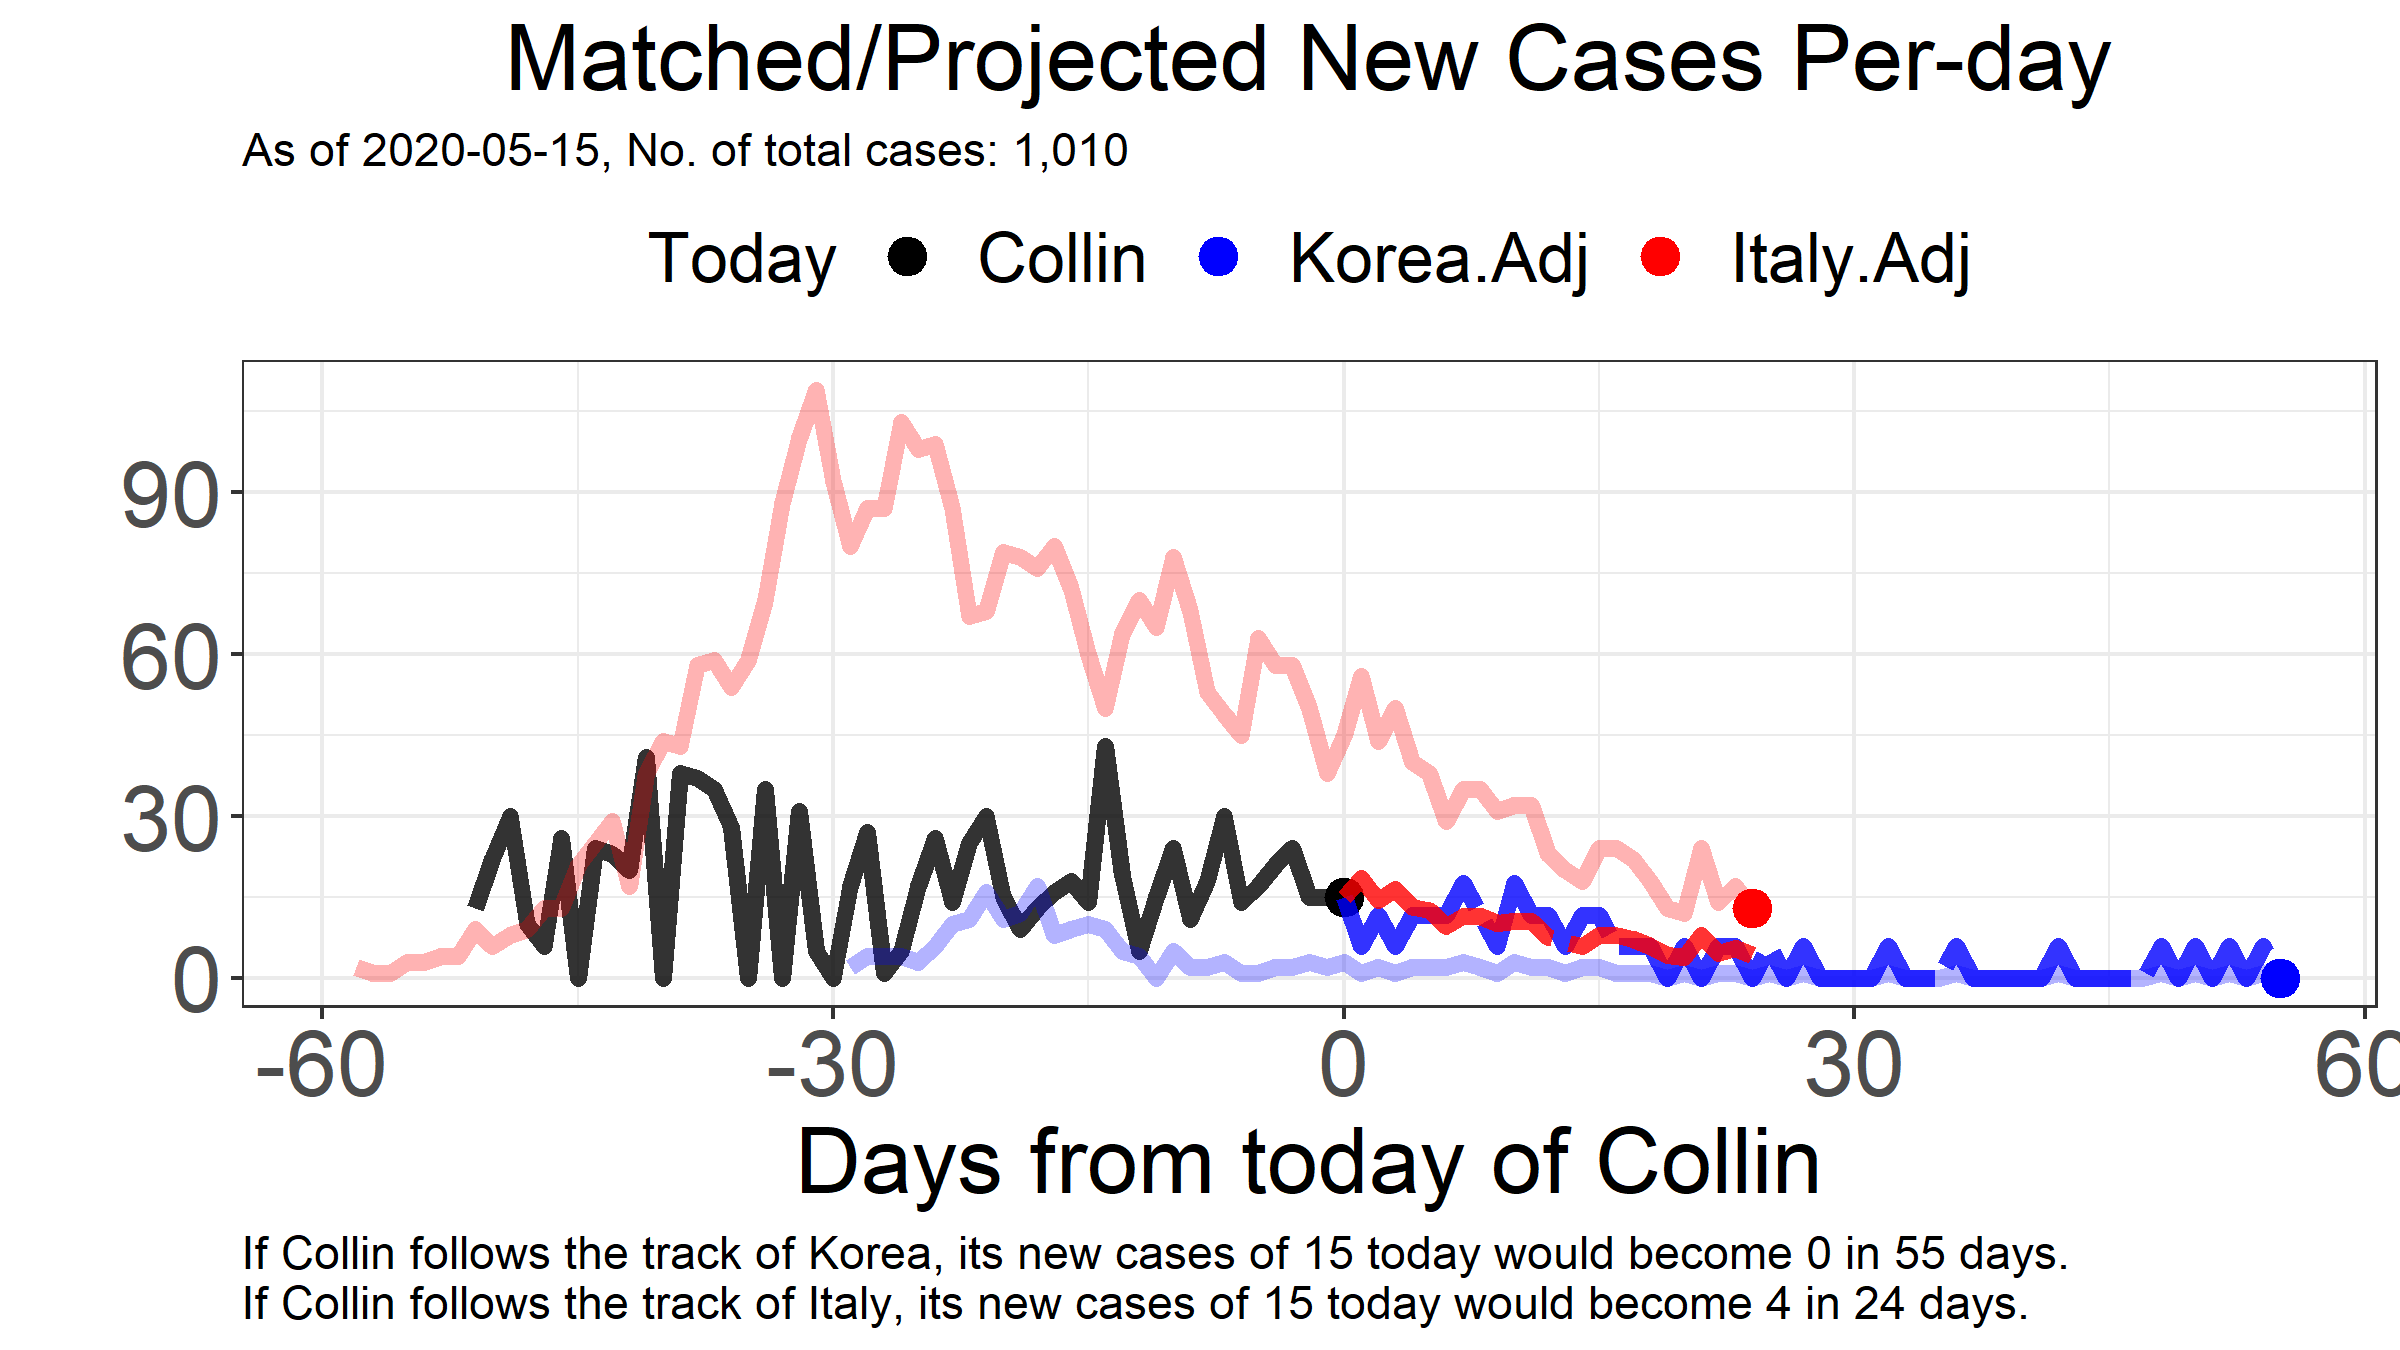 Matched/Projected New Cases Per-day
As of 2020-05-15, No. of total cases: 1,010
Today Collin Korea.Adj Italy.Adj
90
60
30
0
-60 -30 0 30 60
Days from today of Collin
If Collin follows the track of Korea, its new cases of 15 today would become 0 in 55 days.
If Collin follows the track of Italy, its new cases of 15 today would become 4 in 24 days.